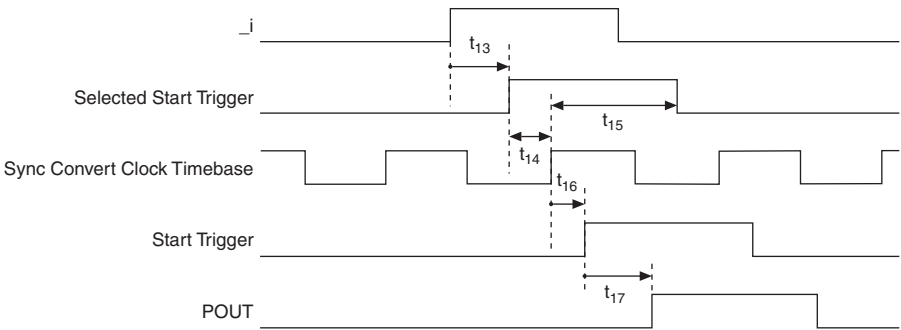 _i
t13
Selected Start Trigger
t15
t14
Sync Convert Clock Timebase
t16
Start Trigger
t17
POUT